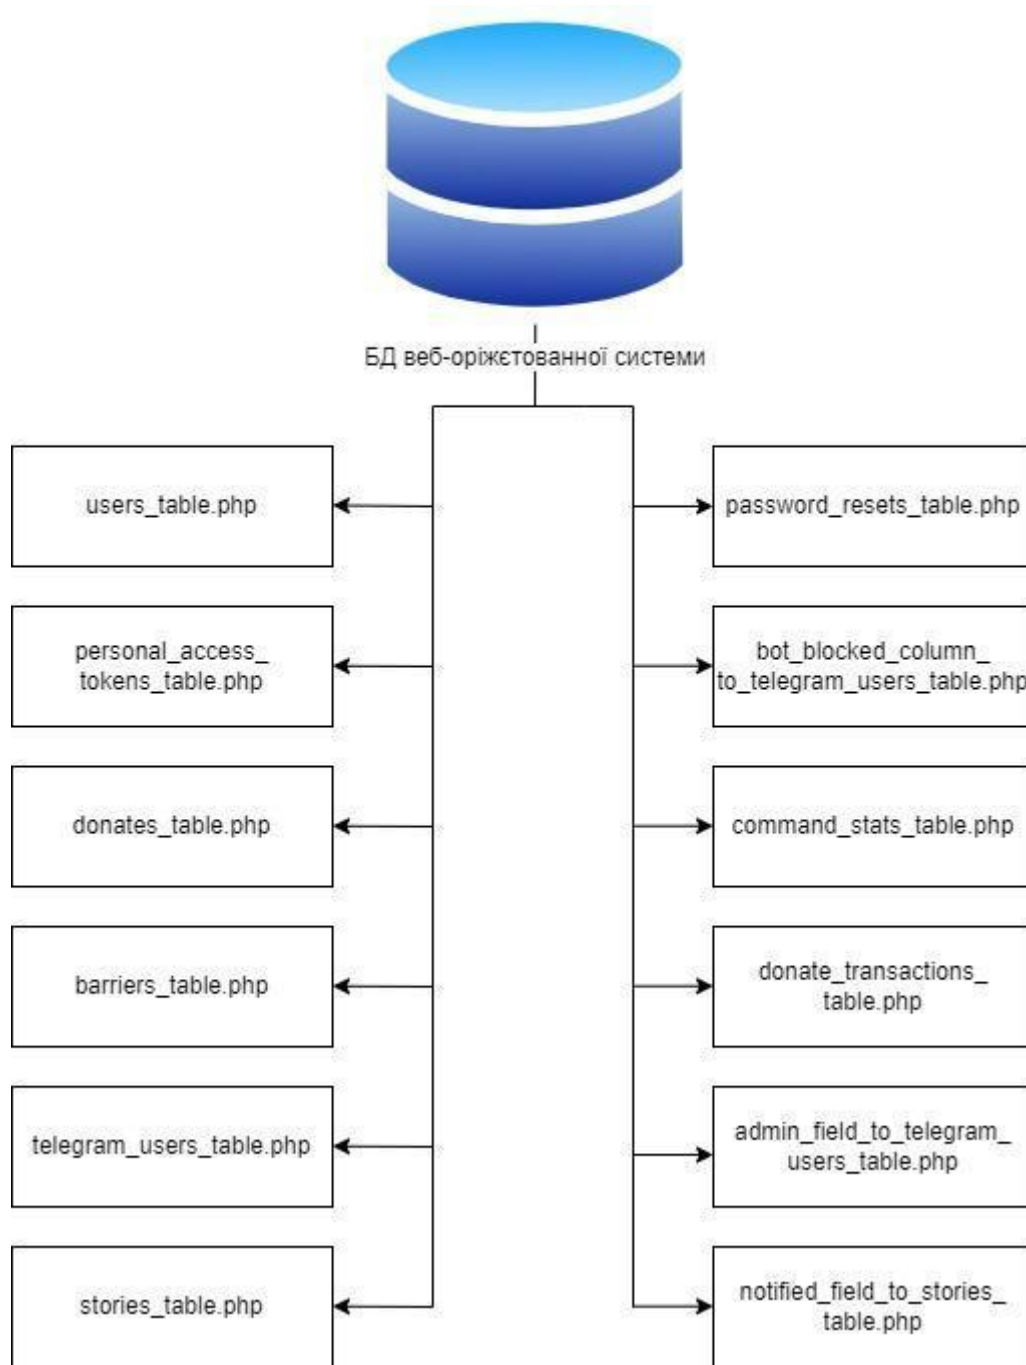 БД веб-оріжєтованної системи
users_table.php
password_resets_table.php
personal_access_
tokens_table.php
bot_blocked_column_
to_telegram_users_table.php
donates_table.php
command_stats_table.php
barriers_table.php
donate_transactions_
table.php
telegram_users_table.php
admin_field_to_telegram_
users_table.php
stories_table.php
notified_field_to_stories_
table.php